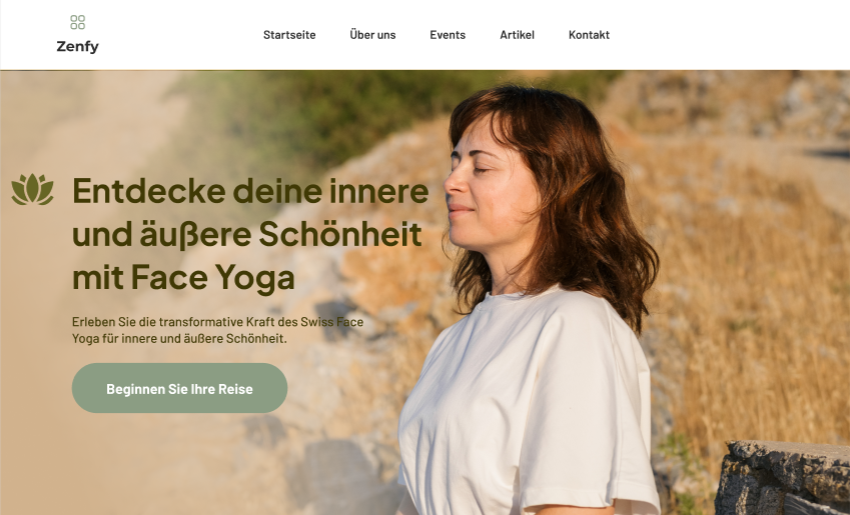 Zenfy
Startseite
Über uns
Events
Artikel
Kontakt
Entdecke deine innere
und äußere Schönheit
mit Face Yoga
Erleben Sie die transformative Kraft des Swiss Face
Yoga für innere und äußere Schönheit.
Beginnen Sie Ihre Reise